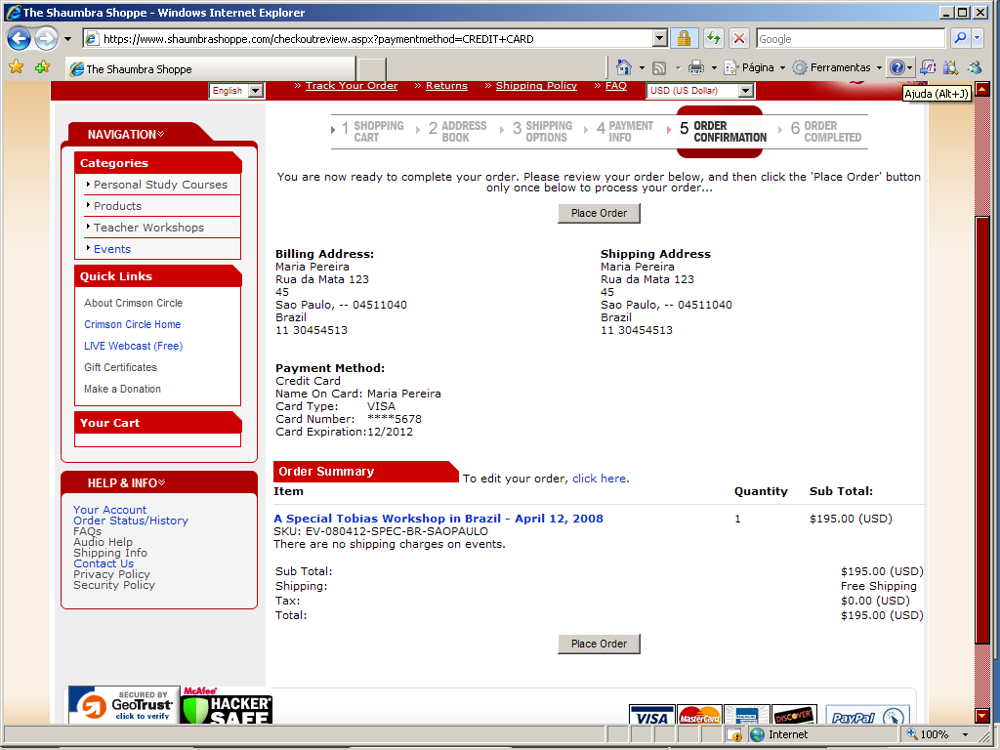 The Shaumbra Shoppe - Windows Internet Explorer
https://www.shaumbrashoppe.com/checkoutreview.aspx?paymentmethod=CREDIT+CARD
Google
The Shaumbra Shoppe
Página
Ferramentas
Ajuda (Alt+J)
English
» Track Your Order
» Returns
» Shipping Policy
» FAQ
USD (US Dollar)
1 SHOPPING CART
2 ADDRESS BOOK
3 SHIPPING OPTIONS
4 PAYMENT INFO
5 ORDER CONFIRMATION
6 ORDER COMPLETED
NAVIGATION
Categories
Personal Study Courses
Products
Teacher Workshops
Events
Quick Links
About Crimson Circle
Crimson Circle Home
LIVE Webcast (Free)
Gift Certificates
Make a Donation
Your Cart
HELP & INFO
Your Account
Order Status/History
FAQs
Audio Help
Shipping Info
Contact Us
Privacy Policy
Security Policy
You are now ready to complete your order. Please review your order below, and then click the 'Place Order' button
only once below to process your order...
Place Order
Billing Address:
Maria Pereira
Rua da Mata 123
45
Sao Paulo, -- 04511040
Brazil
11 30454513
Shipping Address
Maria Pereira
Rua da Mata 123
45
Sao Paulo, -- 04511040
Brazil
11 30454513
Payment Method:
Credit Card
Name On Card: Maria Pereira
Card Type: VISA
Card Number: ****5678
Card Expiration:12/2012
Order Summary
To edit your order, click here.
Item Quantity Sub Total:
A Special Tobias Workshop in Brazil - April 12, 2008 1 $195.00 (USD)
SKU: EV-080412-SPEC-BR-SAOPAULO
There are no shipping charges on events.
Sub Total: $195.00 (USD)
Shipping: Free Shipping
Tax: $0.00 (USD)
Total: $195.00 (USD)
Place Order
SECURED BY
GeoTrust
click to verify
McAfee
HACKER
SAFE
VISA
MasterCard
DISCOVER
PayPal
Internet
100%